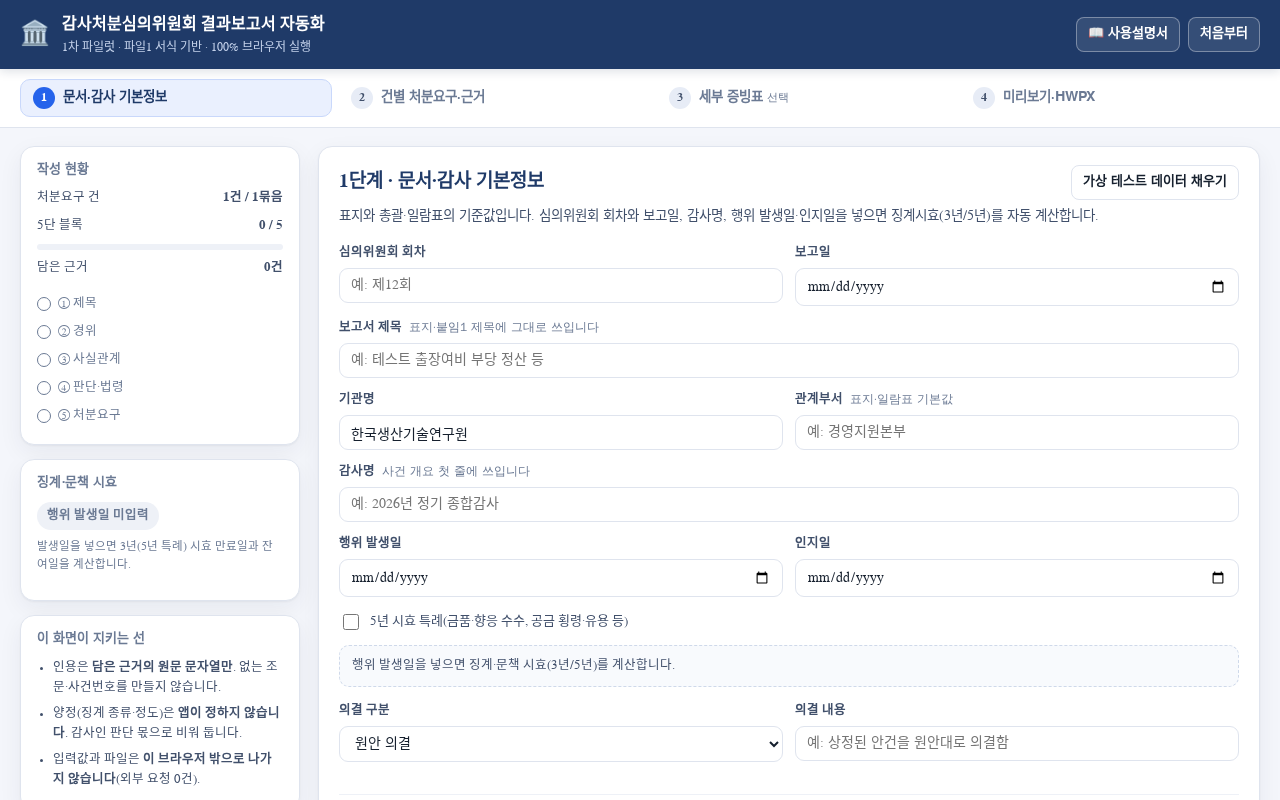 🏛️ 감사처분심의위원회 결과보고서 자동화
1차 파일럿 · 파일1 서식 기반 · 100% 브라우저 실행
📖 사용설명서
처음부터
1 문서·감사 기본정보
2 건별 처분요구·근거
3 세부 증빙표 선택
4 미리보기·HWPX
작성 현황
처분요구 건 1건 / 1묶음
5단 블록 0 / 5
담은 근거 0건
① 제목
② 경위
③ 사실관계
④ 판단·법령
⑤ 처분요구
징계·문책 시효
행위 발생일 미입력
발생일을 넣으면 3년(5년 특례) 시효 만료일과 잔
여일을 계산합니다.
이 화면이 지키는 선
• 인용은 담은 근거의 원문 문자열만. 없는 조
문·사건번호를 만들지 않습니다.
• 양정(징계 종류·정도)은 앱이 정하지 않습니
다. 감사인 판단 몫으로 비워 둡니다.
• 입력값과 파일은 이 브라우저 밖으로 나가
지 않습니다(외부 요청 0건).
1단계 · 문서·감사 기본정보
가상 테스트 데이터 채우기
표지와 총괄·일람표의 기준값입니다. 심의위원회 회차와 보고일, 감사명, 행위 발생일·인지일을 넣으면 징계시효(3년/5년)를 자동 계산합니다.
심의위원회 회차
예: 제12회
보고일
mm/dd/yyyy
보고서 제목 표지·붙임1 제목에 그대로 쓰입니다
예: 테스트 출장여비 부당 정산 등
기관명
한국생산기술연구원
관계부서 표지·일람표 기본값
예: 경영지원본부
감사명 사건 개요 첫 줄에 쓰입니다
예: 2026년 정기 종합감사
행위 발생일
mm/dd/yyyy
인지일
mm/dd/yyyy
5년 시효 특례(금품·향응 수수, 공금 횡령·유용 등)
행위 발생일을 넣으면 징계·문책 시효(3년/5년)를 계산합니다.
의결 구분
원안 의결
의결 내용
예: 상정된 안건을 원안대로 의결함